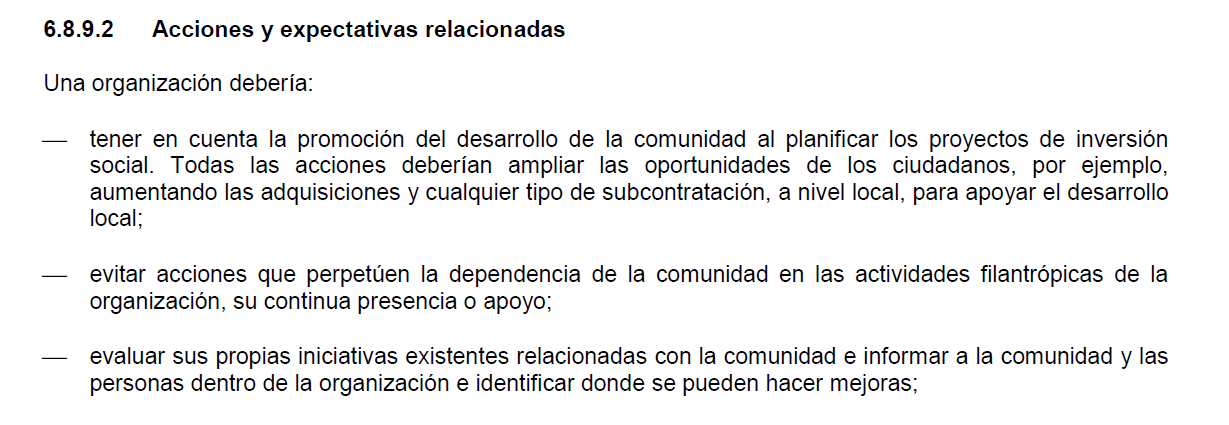 6.8.9.2 Acciones y expectativas relacionadas
Una organización debería:
— tener en cuenta la promoción del desarrollo de la comunidad al planificar los proyectos de inversión
social. Todas las acciones deberían ampliar las oportunidades de los ciudadanos, por ejemplo,
aumentando las adquisiciones y cualquier tipo de subcontratación, a nivel local, para apoyar el desarrollo
local;
— evitar acciones que perpetúen la dependencia de la comunidad en las actividades filantrópicas de la
organización, su continua presencia o apoyo;
— evaluar sus propias iniciativas existentes relacionadas con la comunidad e informar a la comunidad y las
personas dentro de la organización e identificar donde se pueden hacer mejoras;